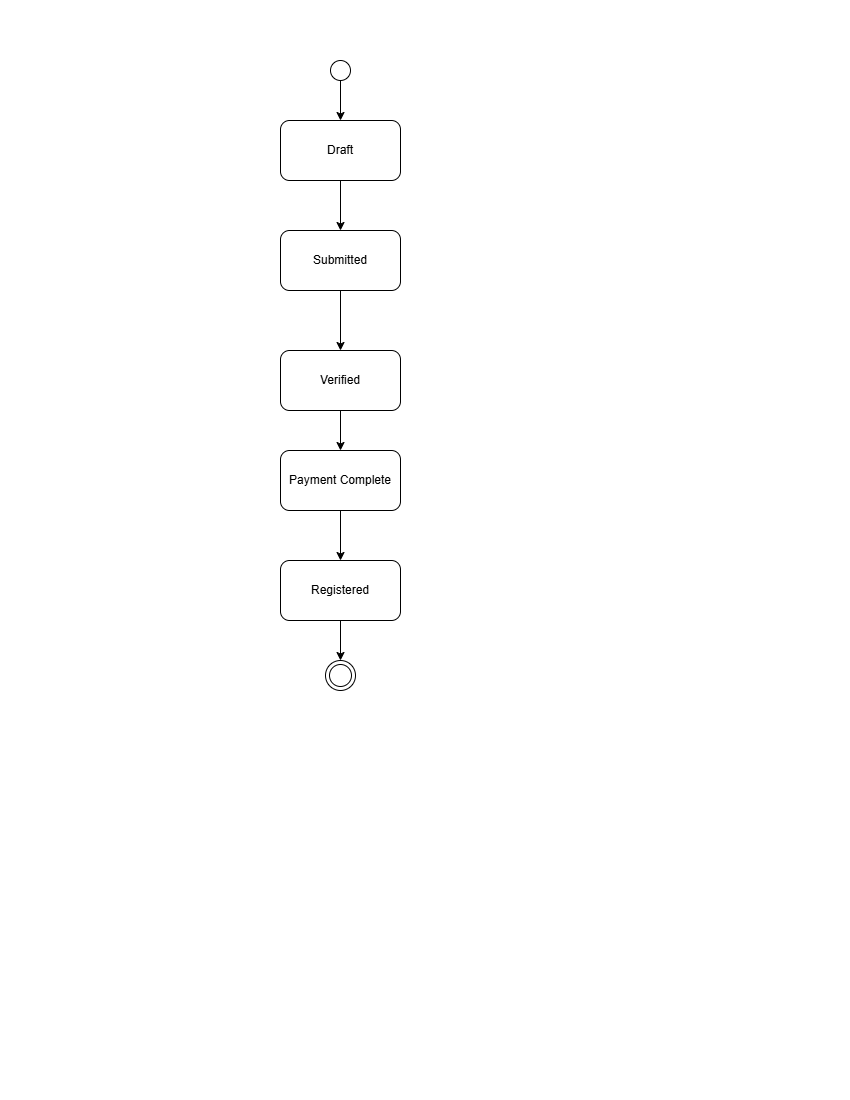 Draft
Submitted
Verified
Payment Complete
Registered